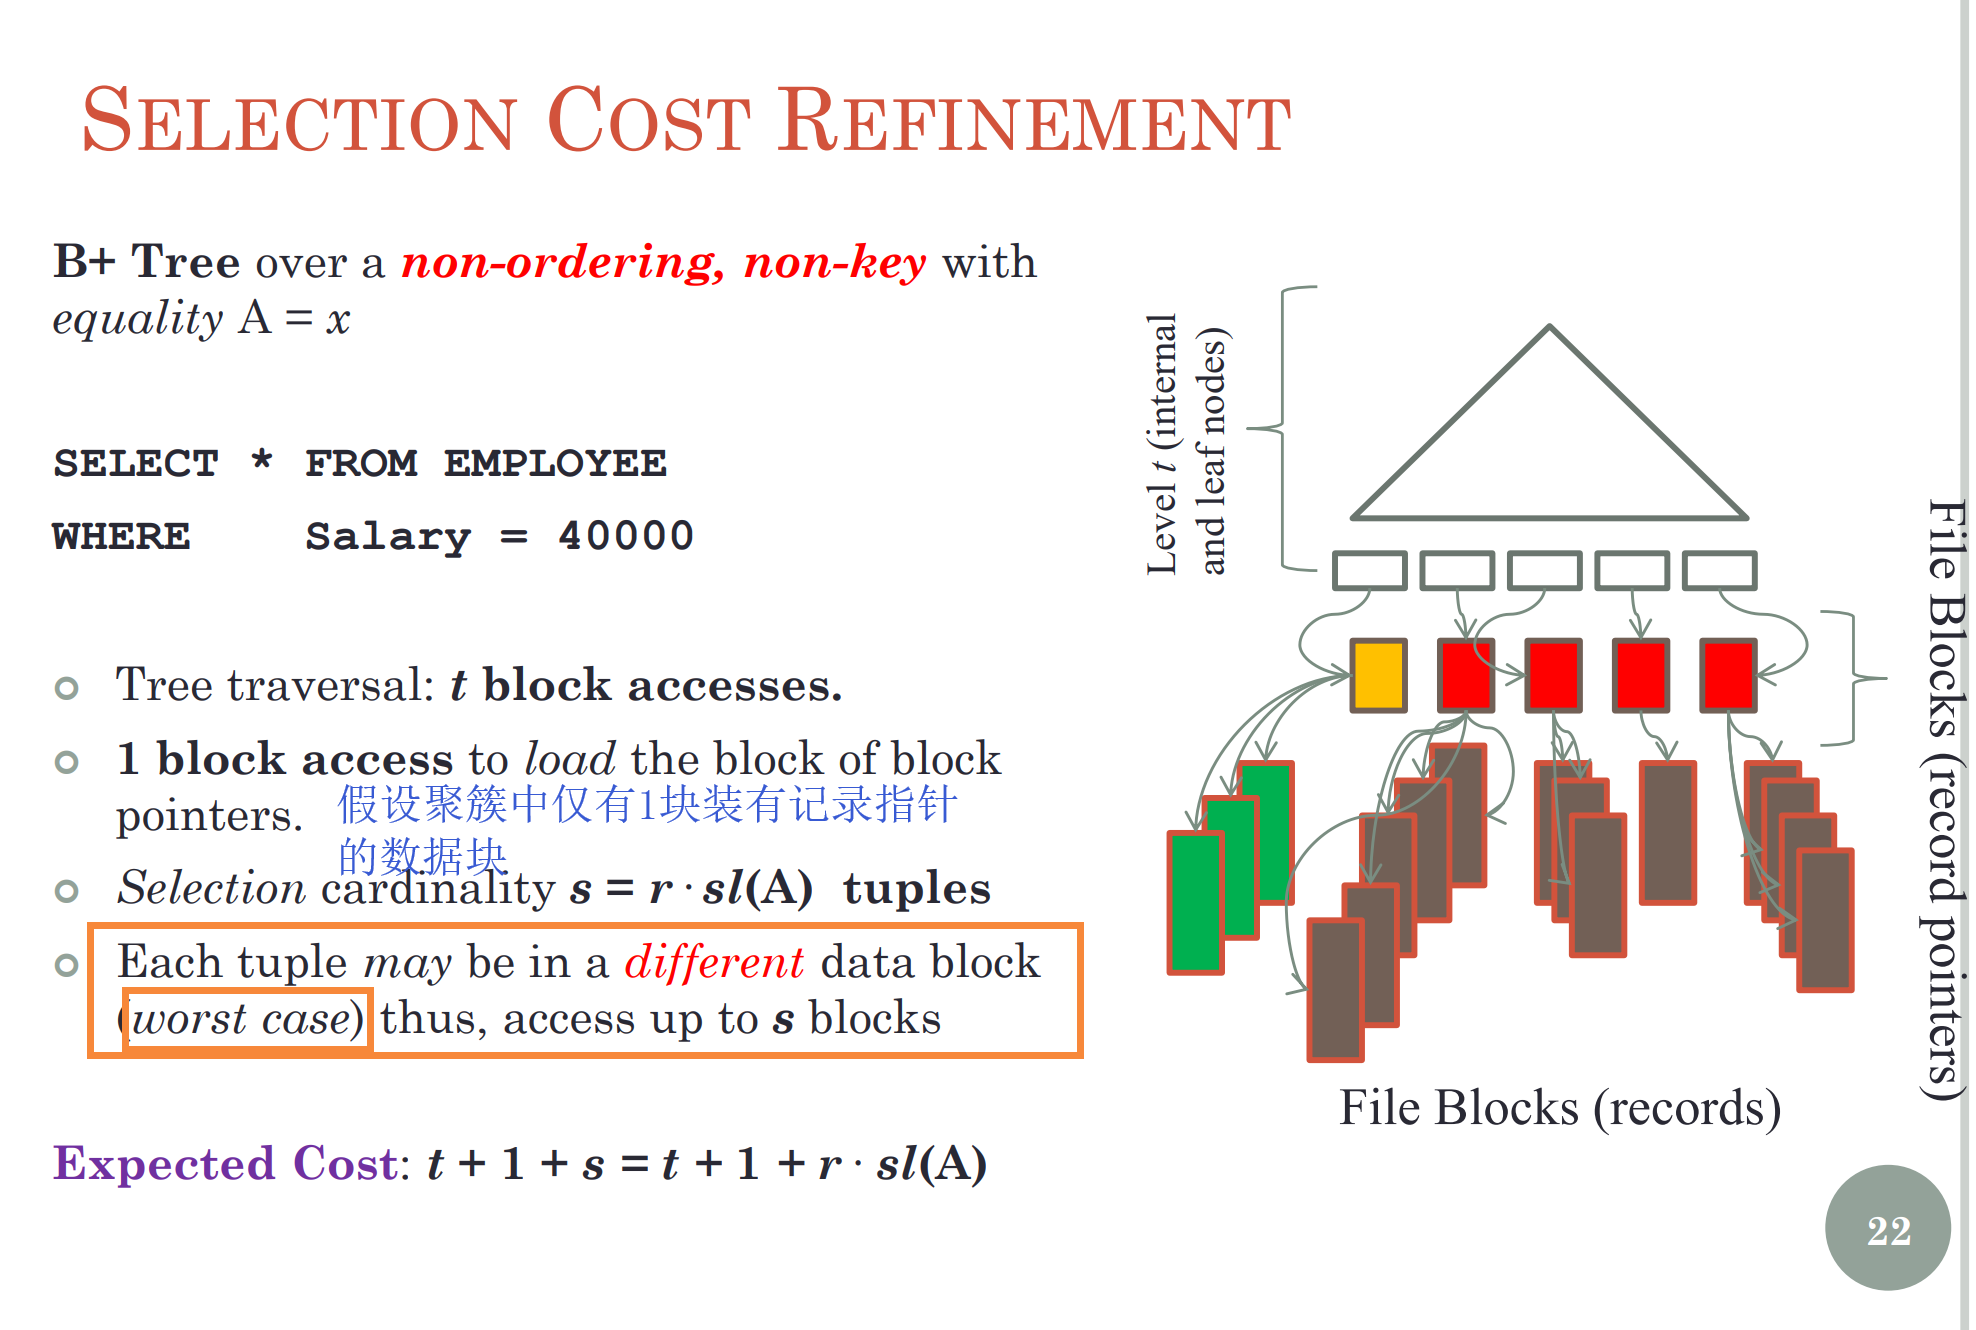 SELECTION COST REFINEMENT
B+ Tree over a non-ordering, non-key with
equality A = x
SELECT * FROM EMPLOYEE
WHERE Salary = 40000
Tree traversal: t block accesses.
1 block access to load the block of block
pointers.
假设聚簇中仅有1块装有记录指针
的数据块
Selection cardinality s = r · sl(A) tuples
Each tuple may be in a different data block
(worst case) thus, access up to s blocks
Expected Cost: t + 1 + s = t + 1 + r · sl(A)
Level t (internal
and leaf nodes)
File Blocks (record pointers)
File Blocks (records)
22